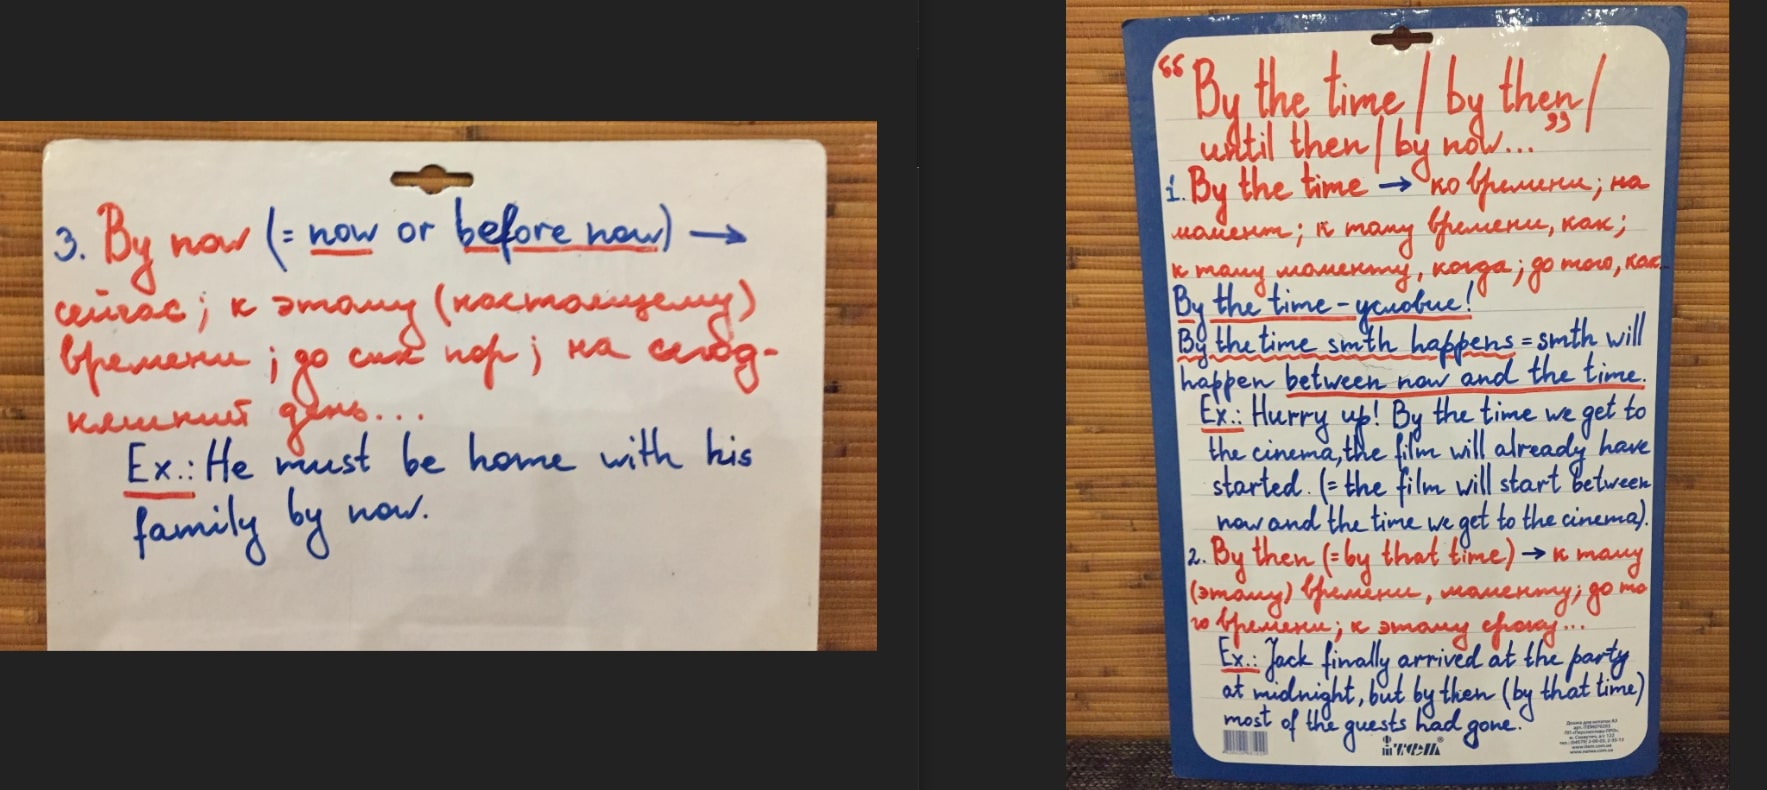 3. By now (= now or before now) →
сейчас; к этому (настоящему)
времени; до сих пор; на сегод-
няшний день...
Ex.: He must be home with his
family by now.
“By the time / by then /
until then / by now...”
1. By the time → ко времени; на
момент; к тому времени, как;
к тому моменту, когда; до того, как
By the time - условие!
By the time smth happens = smth will
happen between now and the time.
Ex.: Hurry up! By the time we get to
the cinema, the film will already have
started. (= the film will start between
now and the time we get to the cinema).
2. By then (= by that time) → к тому
(этому) времени, моменту; до то
го времени; к этому сроку...
Ex.: Jack finally arrived at the party
at midnight, but by then (by that time)
most of the guests had gone.